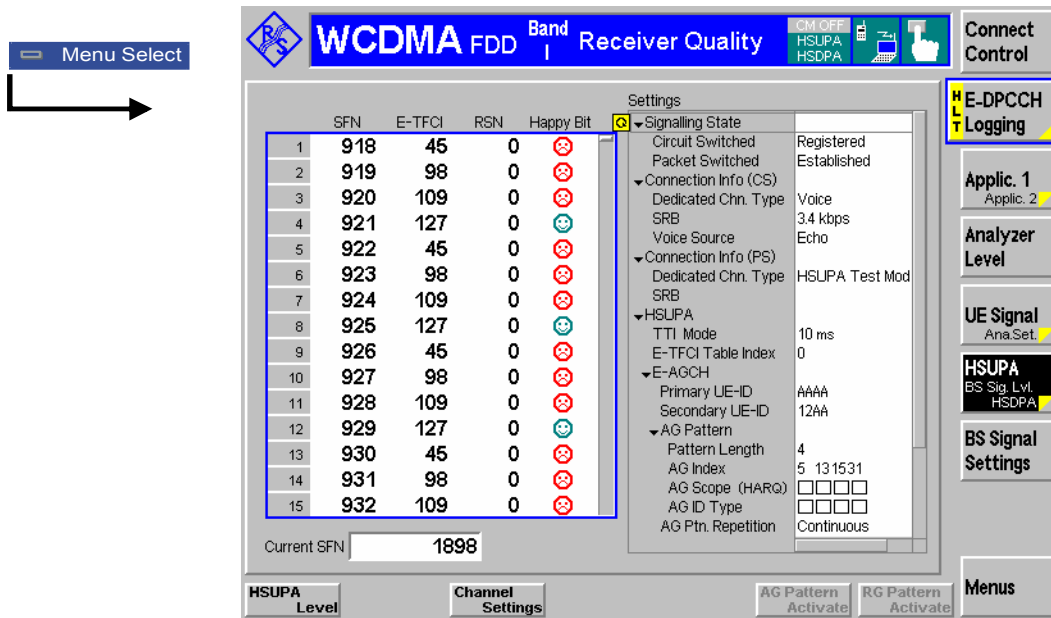 Menu Select
R S
WCDMA FDD Band I Receiver Quality
CM OFF
HSUPA
HSDPA
Connect Control
SFN E-TFCI RSN Happy Bit
1 918 45 0
2 919 98 0
3 920 109 0
4 921 127 0
5 922 45 0
6 923 98 0
7 924 109 0
8 925 127 0
9 926 45 0
10 927 98 0
11 928 109 0
12 929 127 0
13 930 45 0
14 931 98 0
15 932 109 0
Current SFN 1898
Settings
Signalling State
Circuit Switched Registered
Packet Switched Established
Connection Info (CS)
Dedicated Chn. Type Voice
SRB 3.4 kbps
Voice Source Echo
Connection Info (PS)
Dedicated Chn. Type HSUPA Test Mod
SRB
HSUPA
TTI Mode 10 ms
E-TFCI Table Index 0
E-AGCH
Primary UE-ID AAAA
Secondary UE-ID 12AA
AG Pattern
Pattern Length 4
AG Index 5 131531
AG Scope (HARQ)
AG ID Type
AG Ptn. Repetition Continuous
HLT
E-DPCCH
Logging
Applic. 1
Applic. 2
Analyzer
Level
UE Signal
Ana.Set.
HSUPA
BS Sig. Lvl.
HSDPA
BS Signal
Settings
HSUPA
Level
Channel
Settings
AG Pattern
Activate
RG Pattern
Activate
Menus